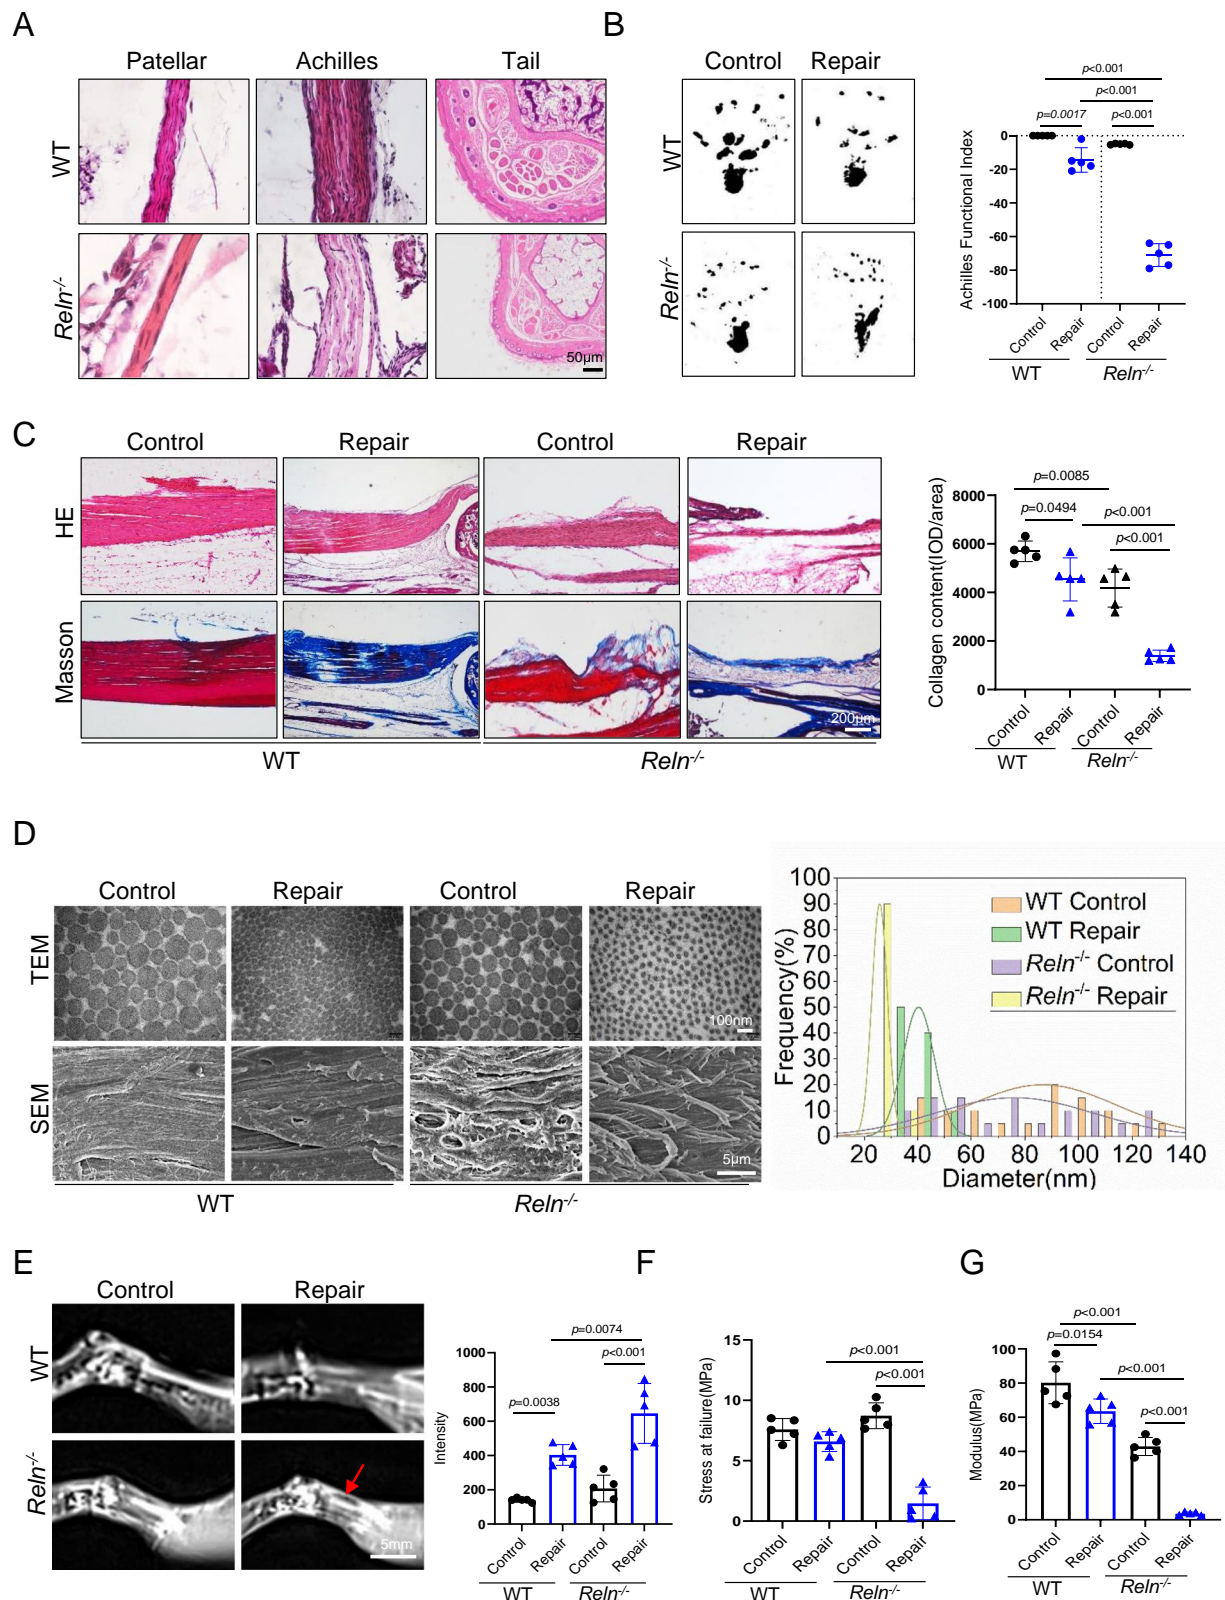 A
Patellar
Achilles
Tail
WT
Reln-/-
50μm
B
Control
Repair
WT
Reln-/-
p<0.001
p<0.001
p=0.0017
p<0.001
Achilles Functional Index
0
-20
-40
-60
-80
-100
Control
Repair
Control
Repair
WT
Reln-/-
C
Control
Repair
Control
Repair
HE
Masson
200μm
WT
Reln-/-
p=0.0085
p=0.0494
p<0.001
p<0.001
Collagen content(IOD/area)
8000
6000
4000
2000
0
Control
Repair
Control
Repair
WT
Reln-/-
D
Control
Repair
Control
Repair
TEM
SEM
100nm
5μm
WT
Reln-/-
Frequency(%)
100
90
80
70
60
50
40
30
20
10
0
WT Control
WT Repair
Reln-/- Control
Reln-/- Repair
20
40
60
80
100
120
140
Diameter(nm)
E
Control
Repair
WT
Reln-/-
5mm
p=0.0074
p<0.001
p=0.0038
Intensity
1000
800
600
400
200
0
Control
Repair
Control
Repair
WT
Reln-/-
F
p<0.001
p<0.001
Stress at failure(MPa)
15
10
5
0
Control
Repair
Control
Repair
WT
Reln-/-
G
p<0.001
p=0.0154
p<0.001
p<0.001
Modulus(MPa)
100
80
60
40
20
0
Control
Repair
Control
Repair
WT
Reln-/-